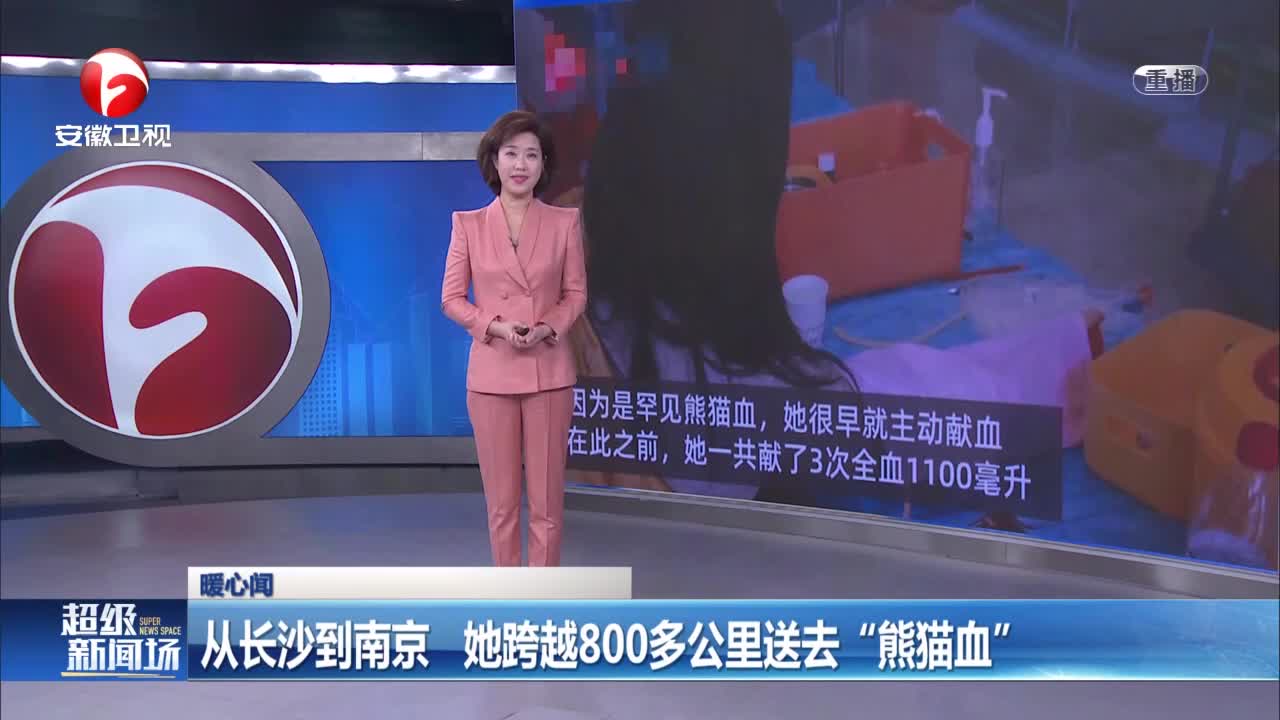 安徽卫视
重播
因为是罕见熊猫血，她很早就主动献血
在此之前，她一共献了3次全血1100毫升
暖心闻
超级新闻场
SUPER
NEWS SPACE
从长沙到南京 她跨越800多公里送去“熊猫血”